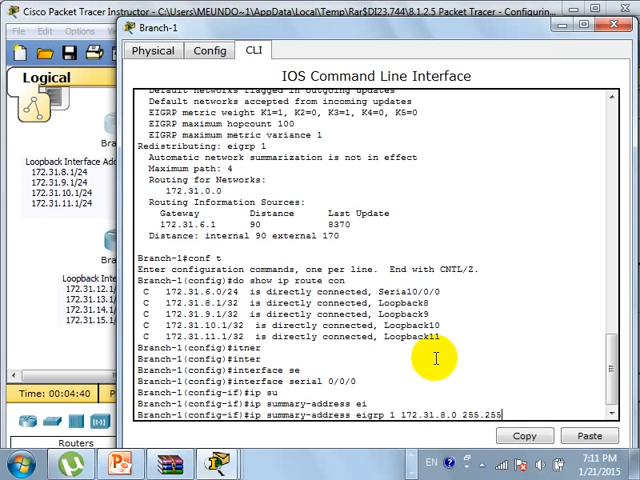 Cisco Packet Tracer Instructor - C:\Users\MEUNDO~1\AppData\Local\Temp\Rar$DI23.744\8.1.2.5 Packet Tracer - Configurin
File Edit Options
Branch-1
Physical Config CLI
Logical
IOS Command Line Interface
Default networks flagged in outgoing updates
Default networks accepted from incoming updates
EIGRP metric weight K1=1, K2=0, K3=1, K4=0, K5=0
EIGRP maximum hopcount 100
EIGRP maximum metric variance 1
Redistributing: eigrp 1
Automatic network summarization is not in effect
Maximum path: 4
Routing for Networks:
172.31.0.0
Routing Information Sources:
Gateway Distance Last Update
172.31.6.1 90 8370
Distance: internal 90 external 170
Branch-1#conf t
Enter configuration commands, one per line. End with CNTL/Z.
Branch-1(config)#do show ip route con
C 172.31.6.0/24 is directly connected, Serial0/0/0
C 172.31.8.1/32 is directly connected, Loopback8
C 172.31.9.1/32 is directly connected, Loopback9
C 172.31.10.1/32 is directly connected, Loopback10
C 172.31.11.1/32 is directly connected, Loopback11
Branch-1(config)#itner
Branch-1(config)#inter
Branch-1(config)#interface se
Branch-1(config)#interface serial 0/0/0
Branch-1(config-if)#ip su
Branch-1(config-if)#ip summary-address ei
Branch-1(config-if)#ip summary-address eigrp 1 172.31.8.0 255.255
Bra
Loopback Interface Add
172.31.8.1/24
172.31.9.1/24
172.31.10.1/24
172.31.11.1/24
Bra
Loopback Interfac
172.31.12.1/
172.31.13.1/
172.31.14.1/
172.31.15.1/
Time: 00:04:40
Routers
Copy Paste
EN
7:11 PM
1/21/2015